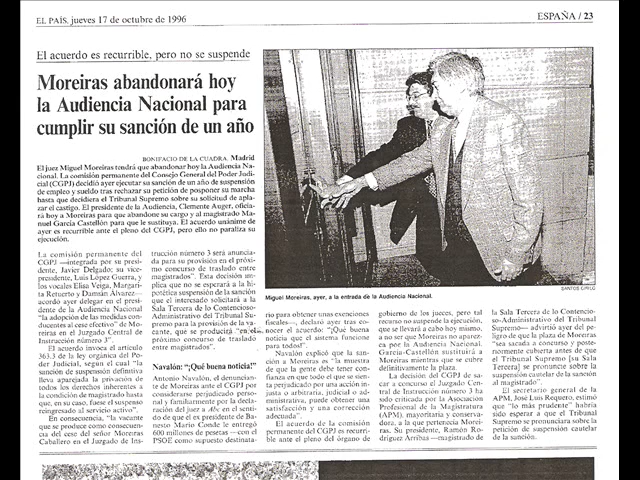 EL PAÍS, jueves 17 de octubre de 1996
ESPAÑA / 23
El acuerdo es recurrible, pero no se suspende
Moreiras abandonará hoy
la Audiencia Nacional para
cumplir su sanción de un año
BONIFACIO DE LA CUADRA, Madrid
El juez Miguel Moreiras tendrá que abandonar hoy la Audiencia Na-
cional. La comisión permanente del Consejo General del Poder Judi-
cial (CGPJ) decidió ayer ejecutar su sanción de un año de suspensión
de empleo y sueldo tras rechazar su petición de posponer su marcha
hasta que decidiera el Tribunal Supremo sobre su solicitud de apla-
zar el castigo. El presidente de la Audiencia, Clemente Auger, oficia-
rá hoy a Moreiras para que abandone su cargo y al magistrado Ma-
nuel García Castellón para que le sustituya. El acuerdo unánime de
ayer es recurrible ante el pleno del CGPJ, pero ello no paraliza su
ejecución.
La comisión permanente del
CGPJ —integrada por su presi-
dente, Javier Delgado; su vice-
presidente, Luis López Guerra, y
los vocales Elisa Veiga, Margari-
ta Retuerto y Damián Álvarez—
acordó ayer delegar en el presi-
dente de la Audiencia Nacional
"la adopción de las medidas con-
ducentes al cese efectivo" de Mo-
reiras en el Juzgado Central de
Instrucción número 3".
El acuerdo invoca el artículo
363.3 de la ley orgánica del Po-
der Judicial, según el cual "la
sanción de suspensión definitiva
lleva aparejada la privación de
todos los derechos inherentes a
la condición de magistrado hasta
que, en su caso, fuese el suspenso
reingresado al servicio activo".
En consecuencia, "la vacante
que se produce como consecuen-
cia del cese del señor Moreiras
Caballero en el Juzgado de Ins-
trucción número 3 será anuncia-
da para su provisión en el próxi-
mo concurso de traslado entre
magistrados". Esta decisión im-
plica que no se esperará a la hi-
potética suspensión de la sanción
que el interesado solicitará a la
Sala Tercera de lo Contencioso-
Administrativo del Tribunal Su-
premo para la provisión de la va-
cante, que se producirá "en el
próximo concurso de traslado
entre magistrados".
Navalón: "¡Qué buena noticia!"
Antonio Navalón, el denuncian-
te de Moreiras ante el CGPJ por
considerarse perjudicado perso-
nal y familiarmente por la decla-
ración del juez a Abc en el senti-
do de que el ex presidente de Ba-
nesto Mario Conde le entregó
600 millones de pesetas —con el
PSOE como supuesto destinata-
rio para obtener unas exenciones
fiscales—, declaró ayer tras co-
nocer el acuerdo: "¡Qué buena
noticia que el sistema funcione
para todos!".
Navalón explicó que la sanción
a Moreiras es "la muestra
de que la gente debe tener con-
fianza en que todo el que se sien-
ta perjudicado por una acción in-
justa o arbitraria, judicial o ad-
ministrativa, puede obtener una
satisfacción y una corrección
adecuada".
El acuerdo de la comisión
permanente del CGPJ es recurri-
ble ante el pleno del órgano de
gobierno de los jueces, pero tal
recurso no suspende la ejecución,
que se llevará a cabo hoy mismo,
a no ser que Moreiras no aparez-
ca por la Audiencia Nacional.
García-Castellón sustituirá a
Moreiras mientras que se cubre
definitivamente la plaza.
La decisión del CGPJ de sa-
car a concurso el Juzgado Cen-
tral de Instrucción número 3 ha
sido criticada por la Asociación
Profesional de la Magistratura
(APM), mayoritaria y conserva-
dora, a la que pertenecía Morei-
ras. Su presidente, Ramón Ro-
dríguez Arribas —magistrado de
la Sala Tercera de lo Contencio-
so-Administrativo del Tribunal
Supremo— advirtió ayer del pe-
ligro de que la plaza de Moreiras
"sea sacada a concurso y poste-
riormente cubierta antes de que
el Tribunal Supremo [su Sala
Tercera] se pronuncie sobre la
suspensión cautelar de la sanción
al magistrado".
El secretario general de la
APM, José Luis Requero, estimó
que "lo más prudente" habría
sido esperar a que el Tribunal
Supremo se pronunciara sobre la
petición de suspensión cautelar
de la sanción.
SANTOS CIRILO
Miguel Moreiras, ayer, a la entrada de la Audiencia Nacional.